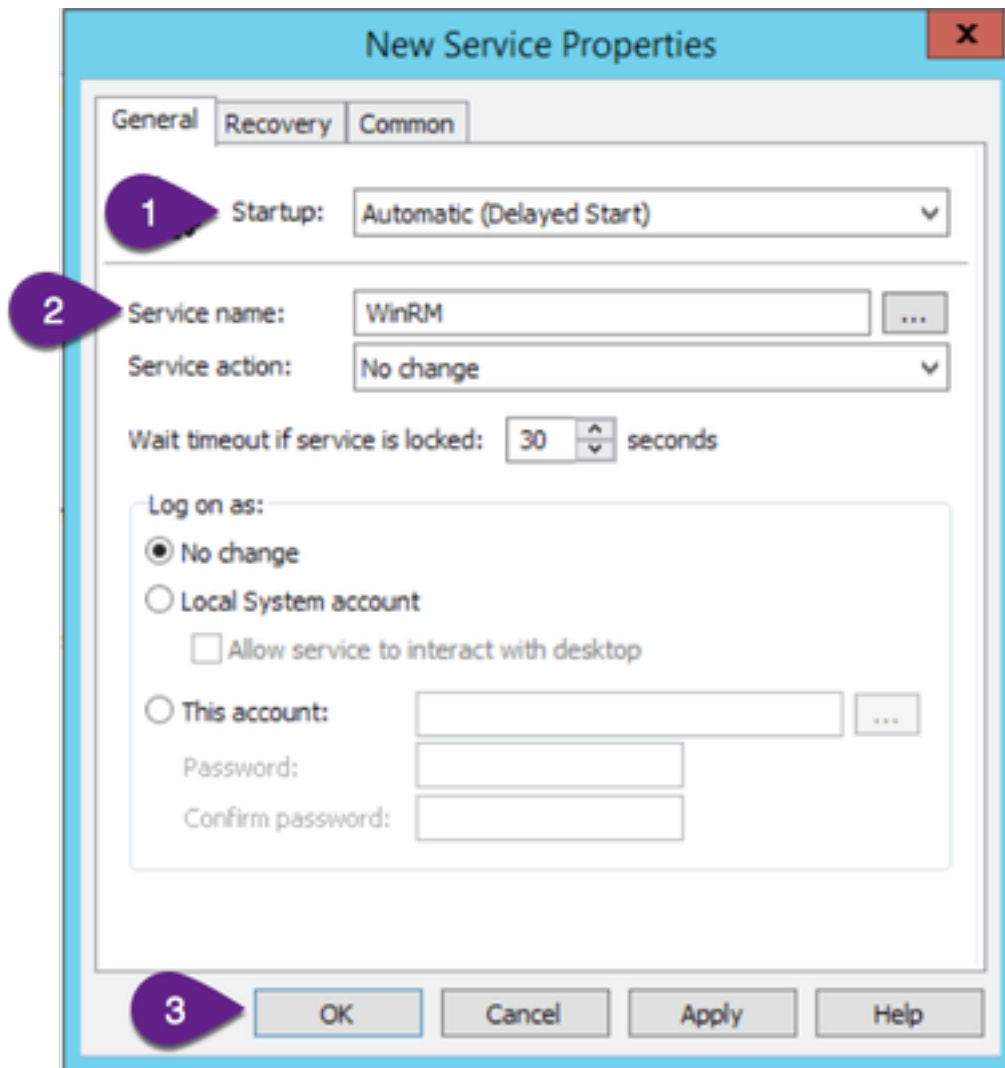 New Service Properties
x
General Recovery Common
1 Startup: Automatic (Delayed Start)
2 Service name: WinRM ...
Service action: No change
Wait timeout if service is locked: 30 seconds
Log on as:
No change
Local System account
Allow service to interact with desktop
This account: ...
Password:
Confirm password:
3 OK Cancel Apply Help